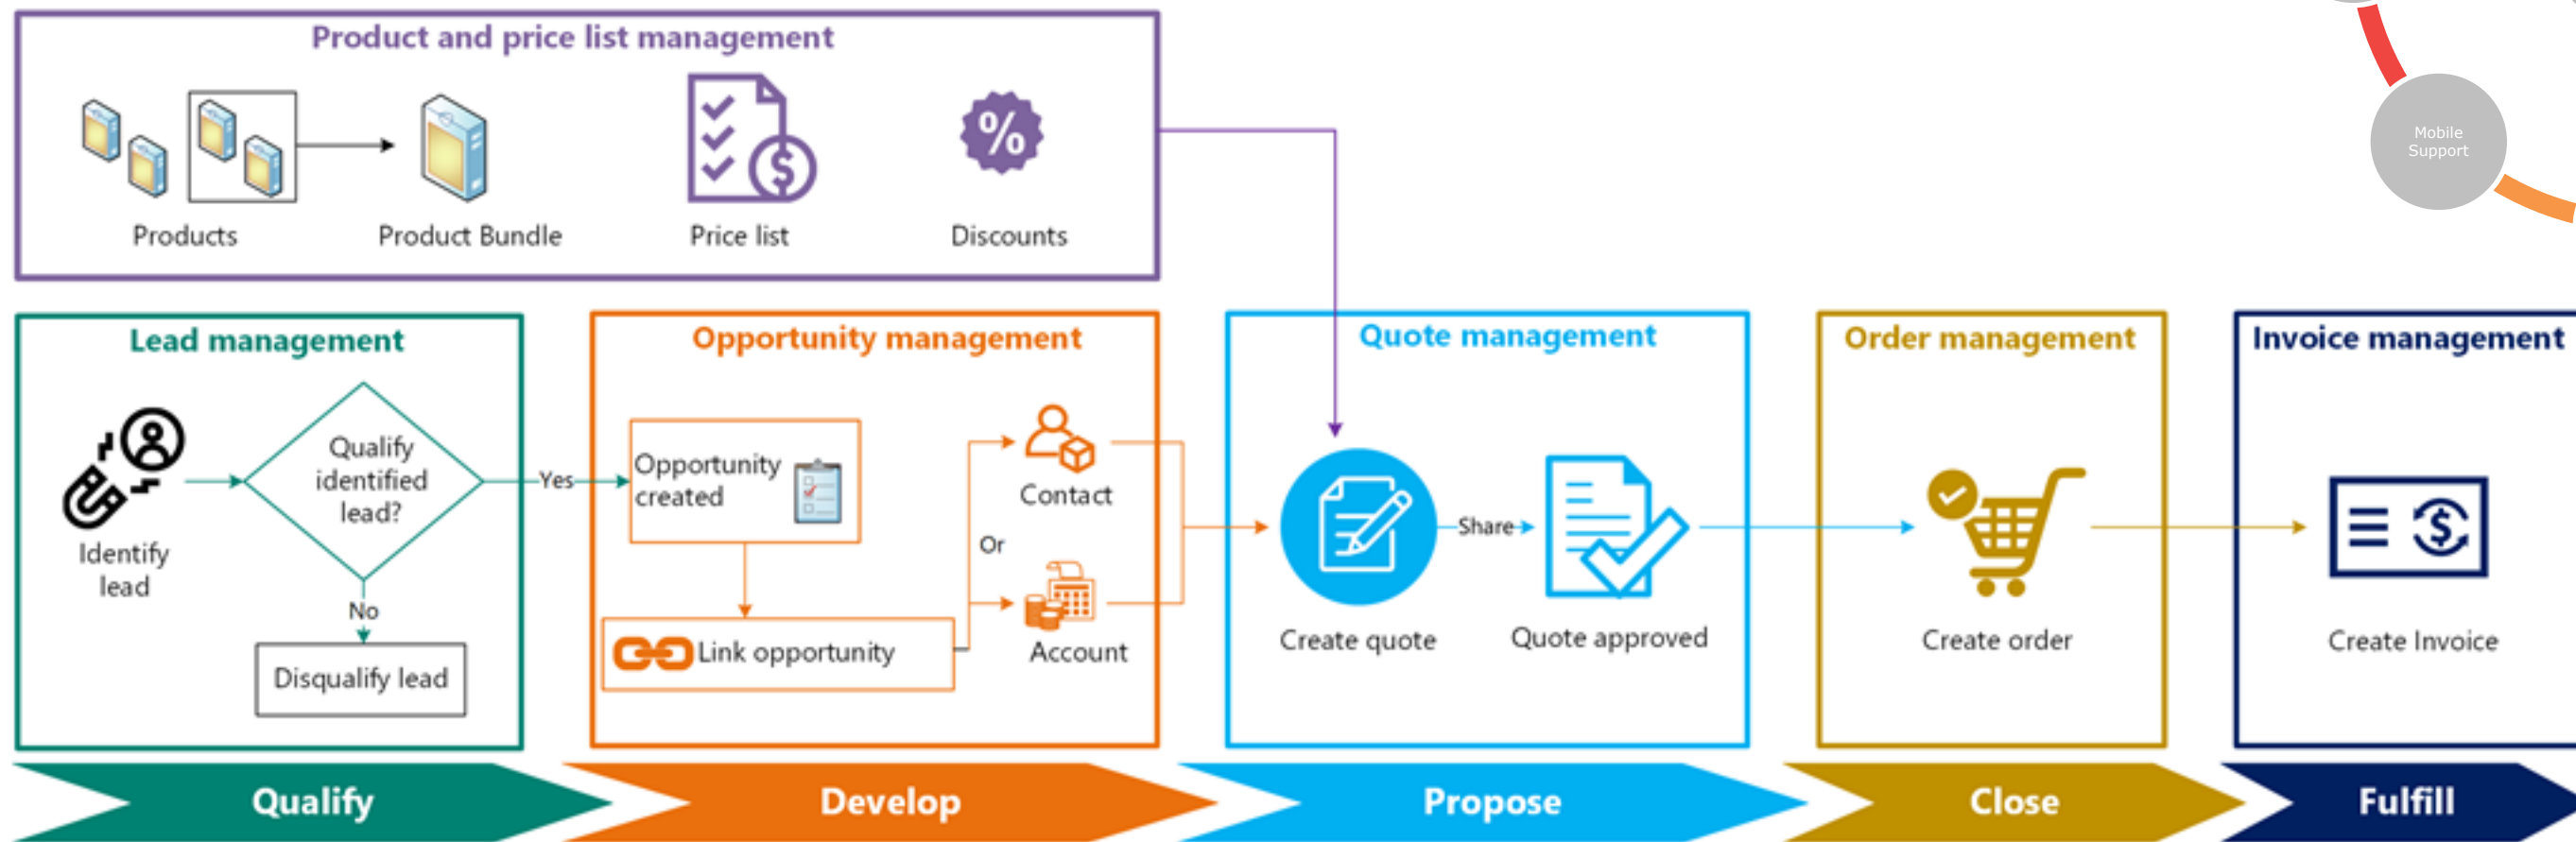 Product and price list management
Products
Product Bundle
Price list
%
$
Discounts
Mobile
Support
Lead management
Identify
lead
Qualify
identified
lead?
Yes
No
Disqualify lead
Opportunity management
Opportunity
created
Link opportunity
Or
Contact
Account
Quote management
Create quote
Share
Quote approved
Order management
Create order
Invoice management
$
Create Invoice
Qualify
Develop
Propose
Close
Fulfill